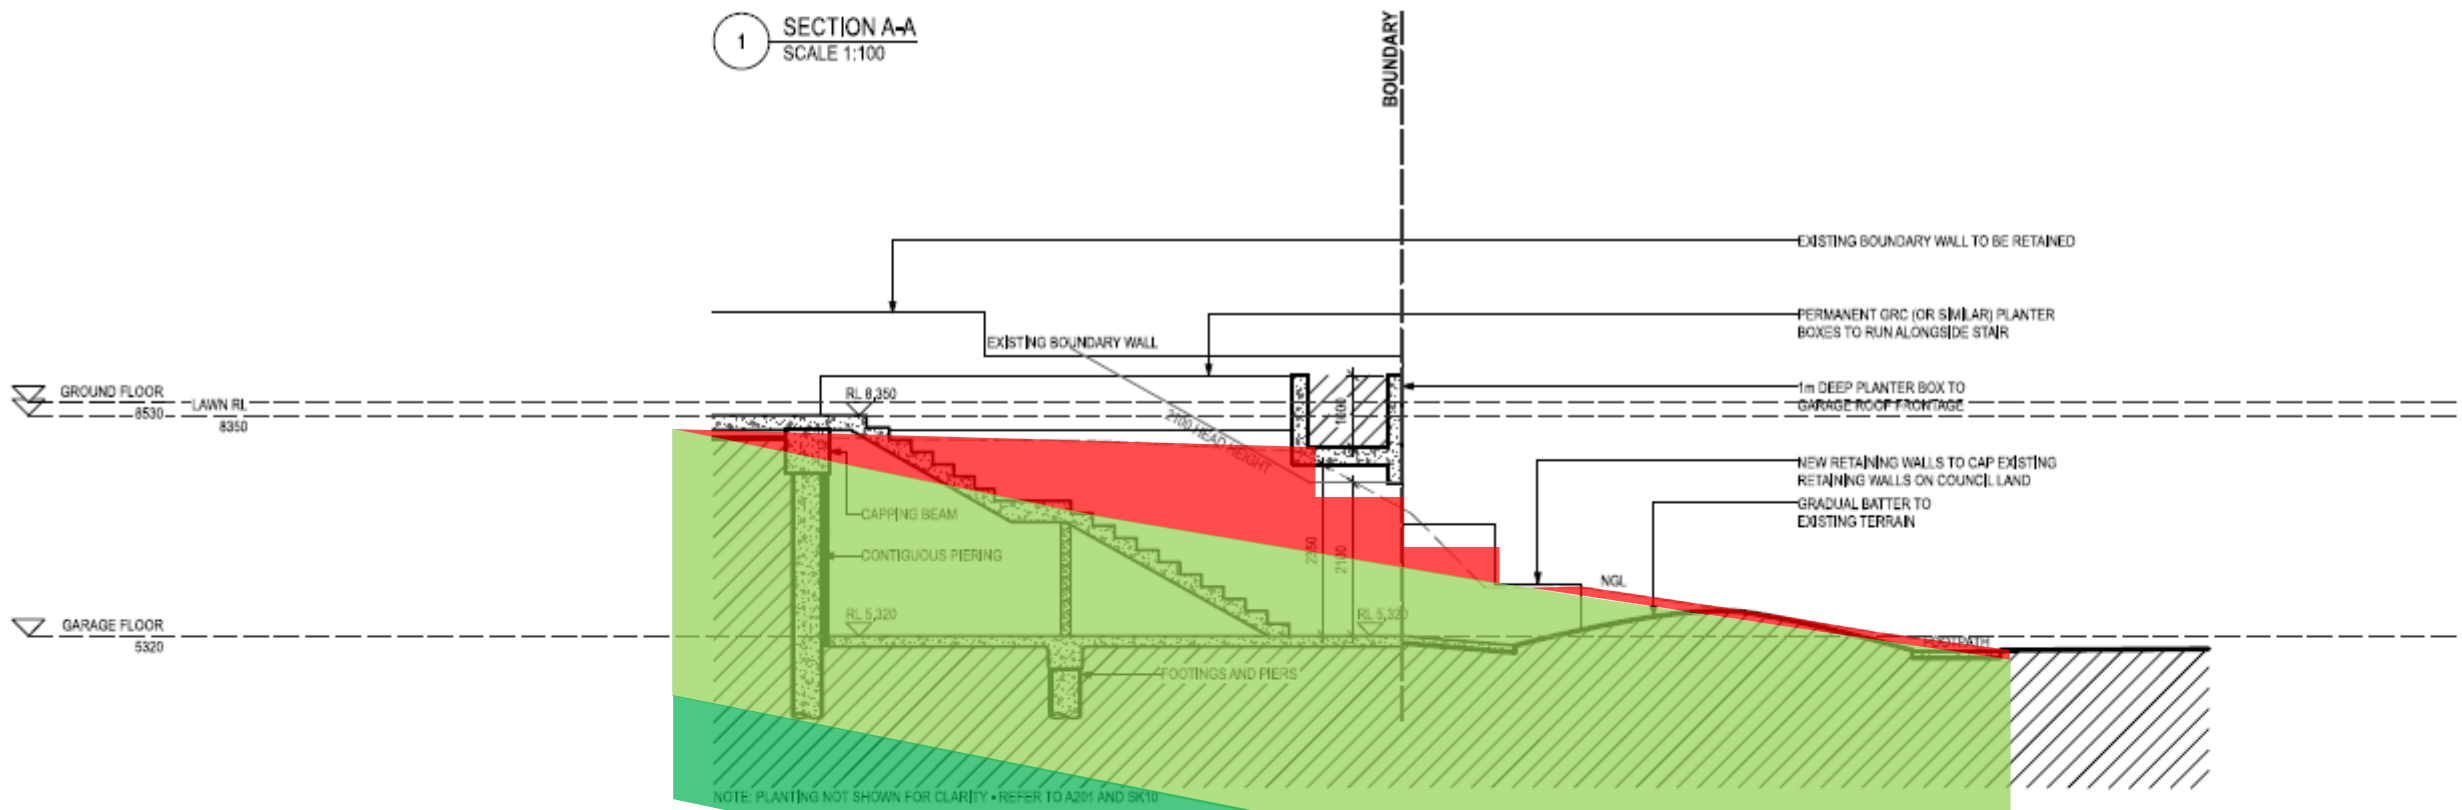 1
SECTION A-A
SCALE 1:100
BOUNDARY
EXISTING BOUNDARY WALL TO BE RETAINED
PERMANENT GRC (OR SIMILAR) PLANTER
BOXES TO RUN ALONGSIDE STAIR
EXISTING BOUNDARY WALL
GROUND FLOOR
8530
LAWN RL
8350
RL 8,350
1m DEEP PLANTER BOX TO
GARAGE ROOF FRONTAGE
2100 HEAD HEIGHT
NEW RETAINING WALLS TO CAP EXISTING
RETAINING WALLS ON COUNCIL LAND
GRADUAL BATTER TO
EXISTING TERRAIN
CAPPING BEAM
CONTIGUOUS PIERING
2100
NGL
RL 5,320
RL 5,320
GARAGE FLOOR
5320
FOOTPATH
FOOTINGS AND PIERS
NOTE: PLANTING NOT SHOWN FOR CLARITY - REFER TO A201 AND SK10